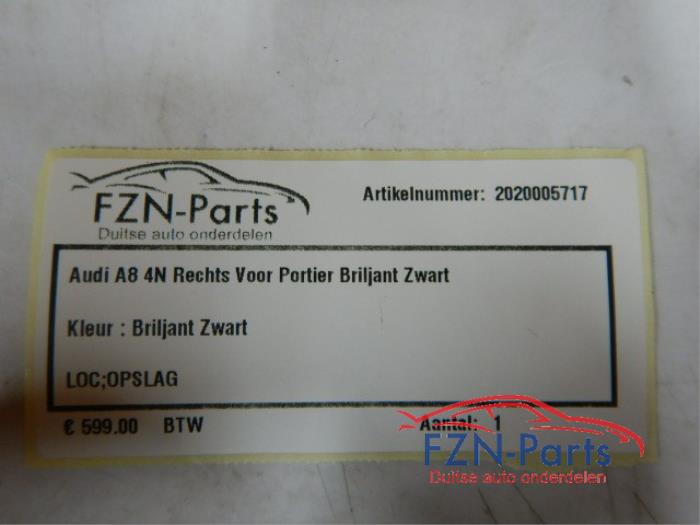 FZN-Parts
Duitse auto onderdelen
Artikelnummer: 2020005717
Audi A8 4N Rechts Voor Portier Briljant Zwart
Kleur : Briljant Zwart
LOC;OPSLAG
€ 599.00 BTW Aantal: 1
FZN-Parts
Duitse auto onderdelen